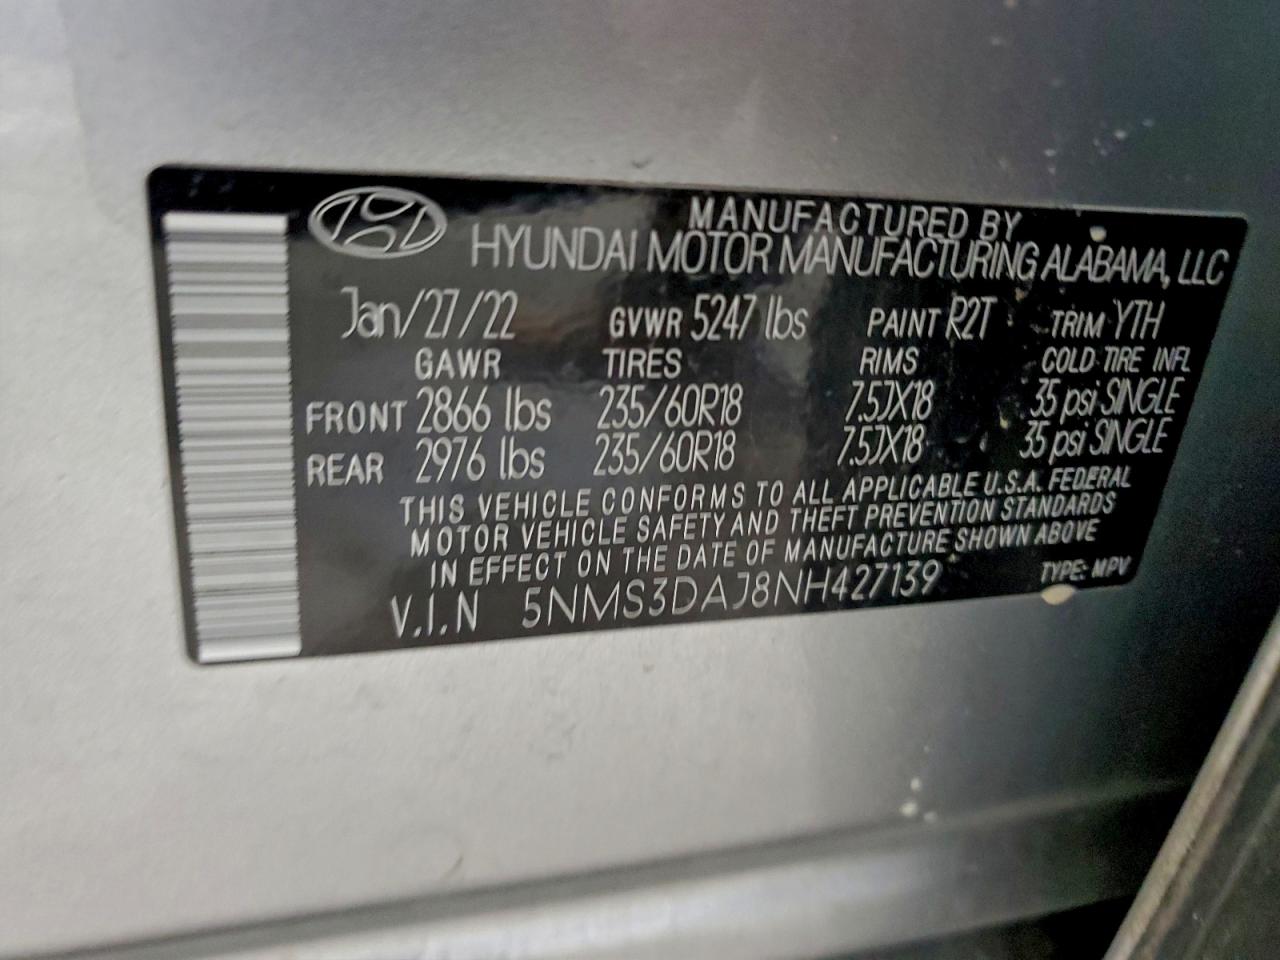 MANUFACTURED BY
HYUNDAI MOTOR MANUFACTURING ALABAMA, LLC
Jan/27/22 GVWR 5247 lbs PAINT R2T TRIM YTH
GAWR TIRES RIMS COLD TIRE INFL
FRONT 2866 lbs 235/60R18 7.5JX18 35 psi SINGLE
REAR 2976 lbs 235/60R18 7.5JX18 35 psi SINGLE
THIS VEHICLE CONFORMS TO ALL APPLICABLE U.S.A. FEDERAL
MOTOR VEHICLE SAFETY AND THEFT PREVENTION STANDARDS
IN EFFECT ON THE DATE OF MANUFACTURE SHOWN ABOVE
V.I.N 5NMS3DAJ8NH427139 TYPE: MPV